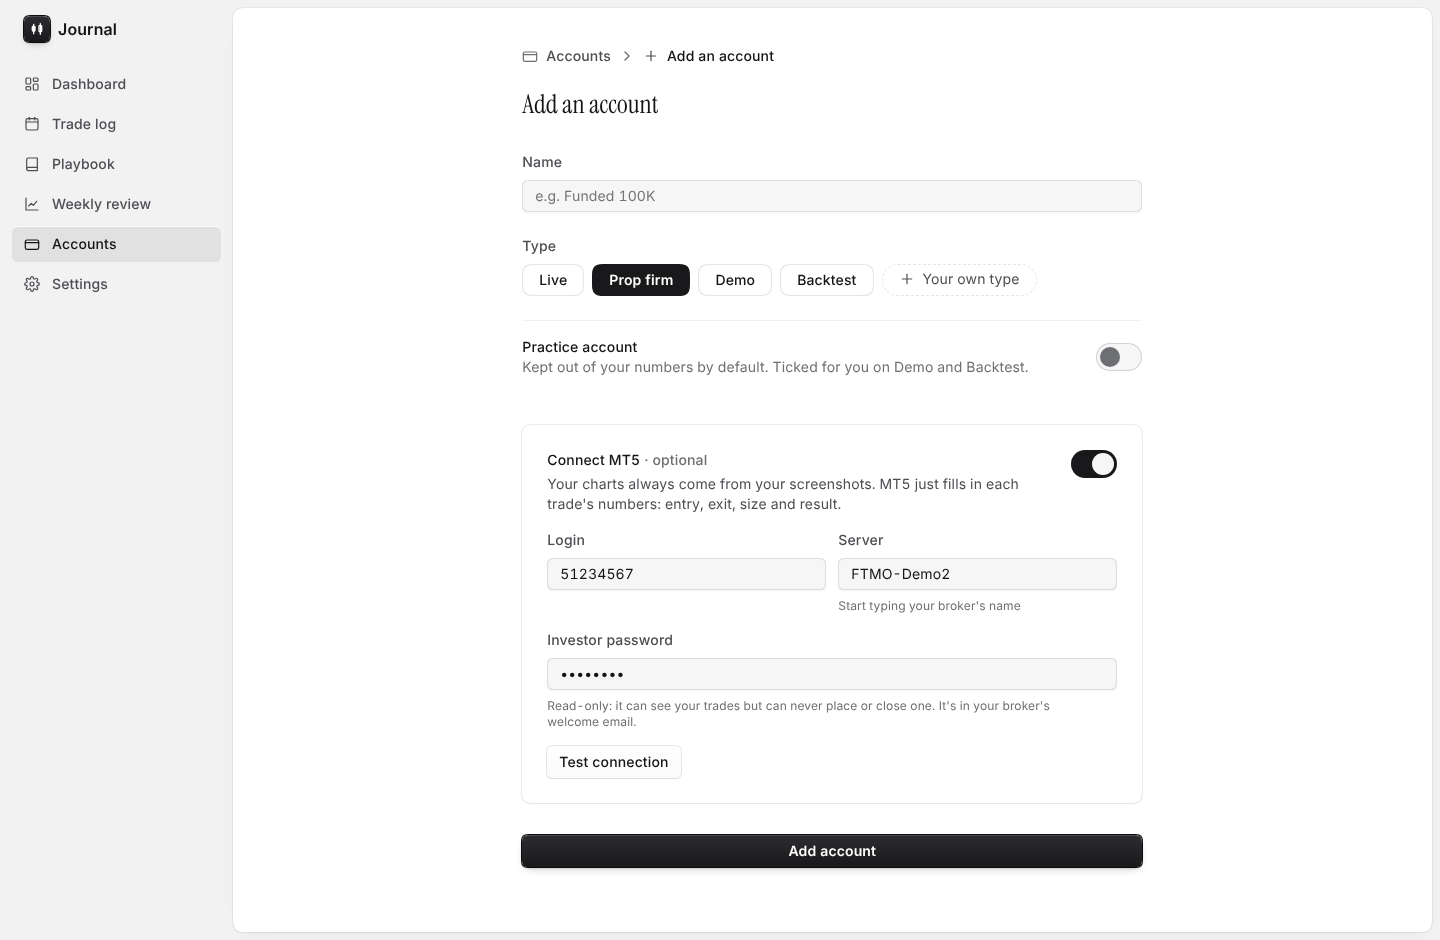 Journal
Dashboard
Trade log
Playbook
Weekly review
Accounts
Settings
Accounts
Add an account
Add an account
Name
e.g. Funded 100K
Type
Live
Prop firm
Demo
Backtest
Your own type
Practice account
Kept out of your numbers by default. Ticked for you on Demo and Backtest.
Connect MT5 · optional
Your charts always come from your screenshots. MT5 just fills in each
trade's numbers: entry, exit, size and result.
Login
Server
51234567
FTMO-Demo2
Start typing your broker's name
Investor password
••••••••
Read-only: it can see your trades but can never place or close one. It's in your broker's
welcome email.
Test connection
Add account